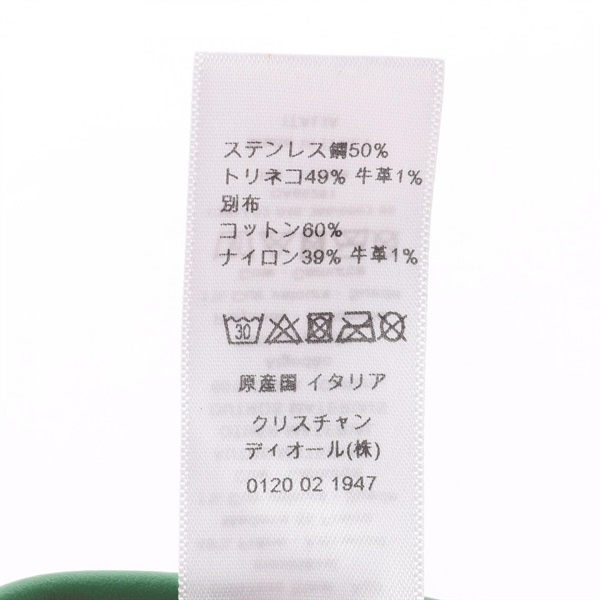 ステンレス鋼50%
トリネコ49% 牛革1%
別布
コットン60%
ナイロン39% 牛革1%
30
原産国 イタリア
クリスチャン
ディオール(株)
0120 02 1947